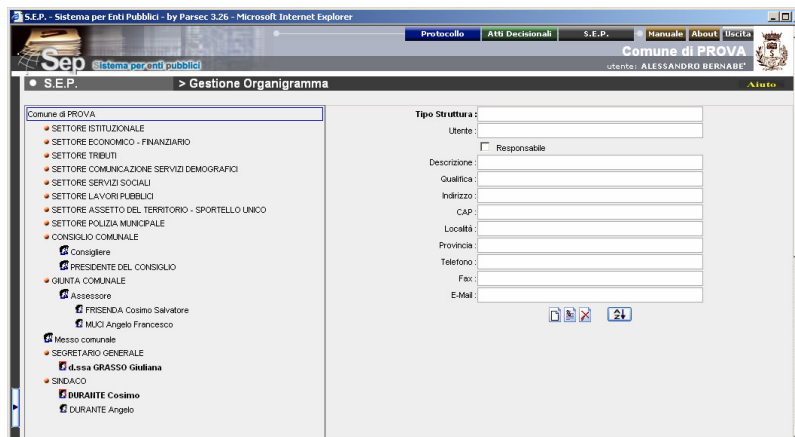 S.E.P. - Sistema per Enti Pubblici - by Parsec 3.26 - Microsoft Internet Explorer
Protocollo Atti Decisionali S.E.P. Manuale About Uscita
Comune di PROVA
Sep Sistema per enti pubblici
utente: ALESSANDRO BERNABE'
S.E.P. > Gestione Organigramma Aiuto
Comune di PROVA
SETTORE ISTITUZIONALE
SETTORE ECONOMICO - FINANZIARIO
SETTORE TRIBUTI
SETTORE COMUNICAZIONE SERVIZI DEMOGRAFICI
SETTORE SERVIZI SOCIALI
SETTORE LAVORI PUBBLICI
SETTORE ASSETTO DEL TERRITORIO - SPORTELLO UNICO
SETTORE POLIZIA MUNICIPALE
CONSIGLIO COMUNALE
Consigliere
PRESIDENTE DEL CONSIGLIO
GIUNTA COMUNALE
Assessore
FRISENDA Cosimo Salvatore
MUCI Angelo Francesco
Messo comunale
SEGRETARIO GENERALE
d.ssa GRASSO Giuliana
SINDACO
DURANTE Cosimo
DURANTE Angelo
Tipo Struttura :
Utente :
Responsabile
Descrizione :
Qualifica :
Indirizzo :
CAP :
Località :
Provincia :
Telefono :
Fax :
E-Mail :